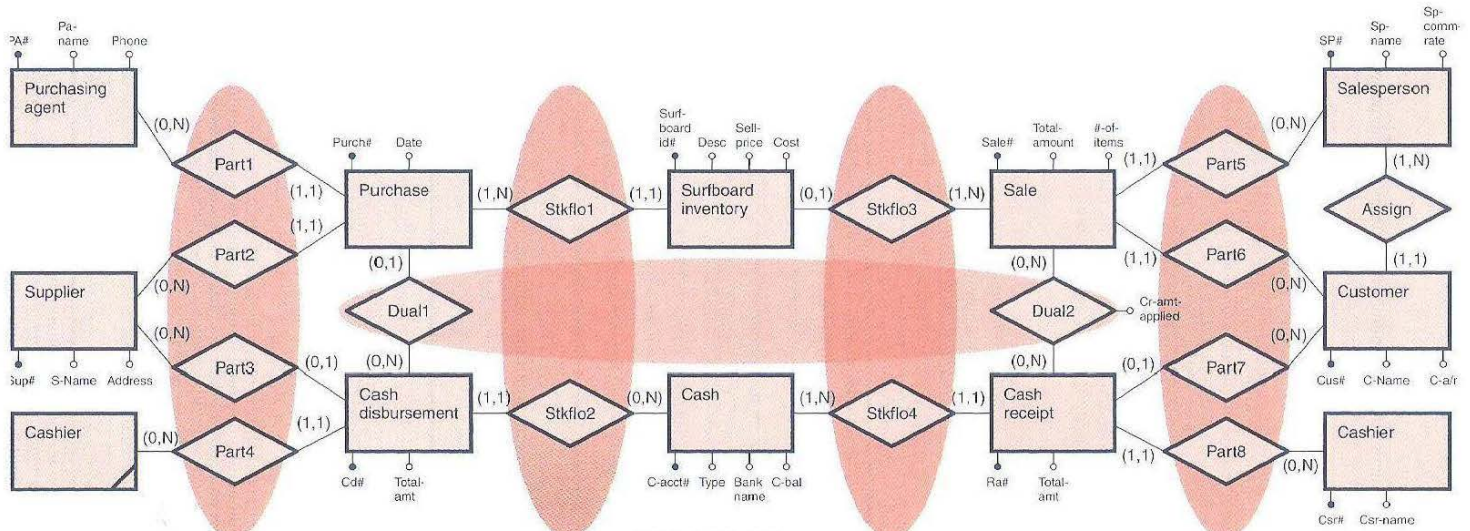 PA#
Pa-
name
Phone
Purchasing
agent
(0,N)
Part1
(1,1)
Purch#
Date
Purchase
(1,N)
Stkflo1
(1,1)
Surf-
board
id#
Desc
Sell-
price
Cost
Surfboard
inventory
(0,1)
Stkflo3
(1,N)
Sale#
Total-
amount
#-of-
items
Sale
(1,1)
Part5
(0,N)
SP#
Sp-
name
Sp-
comm-
rate
Salesperson
(1,N)
Assign
(1,1)
(1,1)
Part2
(0,N)
Supplier
Sup#
S-Name
Address
(0,N)
Part3
(0,1)
(0,1)
Dual1
(0,N)
(0,N)
Dual2
Cr-amt-
applied
(0,N)
(1,1)
Part6
(0,N)
Customer
Cus#
C-Name
C-a/r
(0,N)
Part7
(0,1)
Cashier
(0,N)
Part4
(1,1)
Cash
disbursement
Cd#
Total-
amt
(1,1)
Stkflo2
(0,N)
Cash
C-acct#
Type
Bank
name
C-bal
(1,N)
Stkflo4
(1,1)
Cash
receipt
Ra#
Total-
amt
(1,1)
Part8
(0,N)
Cashier
Csr#
Csr-name